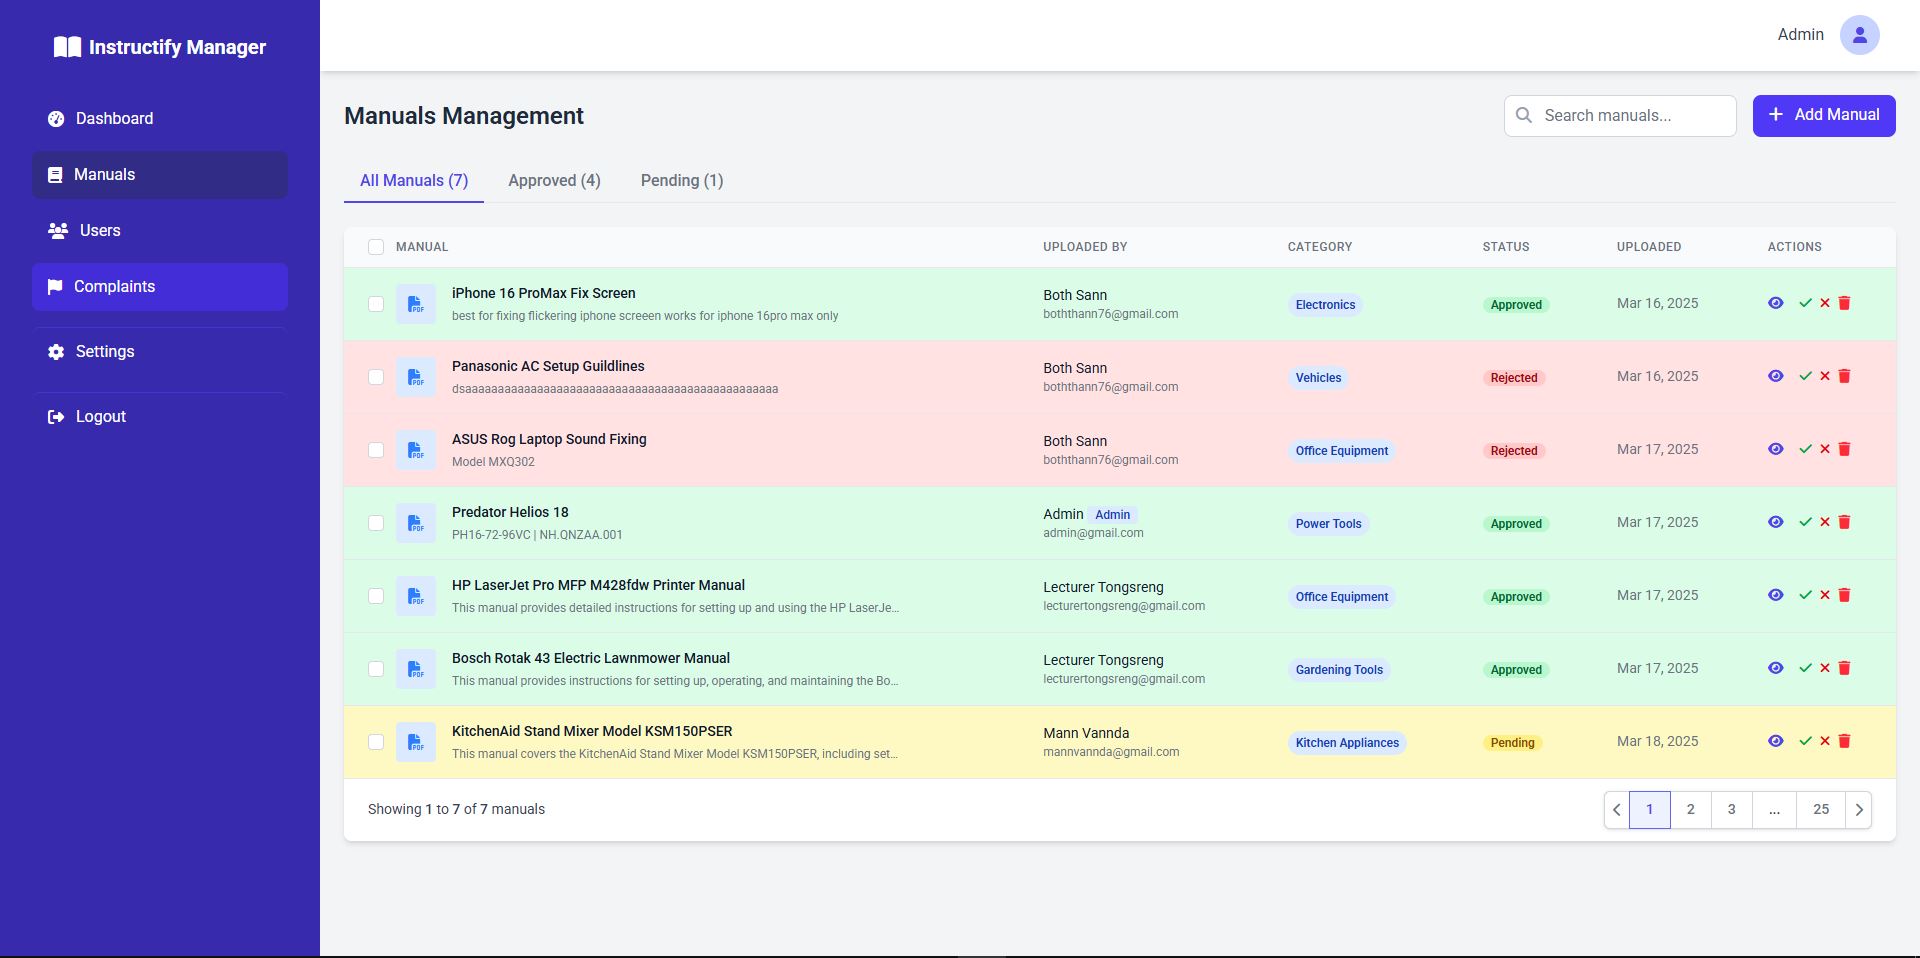 Instructify Manager
Admin
Dashboard
Manuals
Users
Complaints
Settings
Logout
Manuals Management
Search manuals...
Add Manual
All Manuals (7) Approved (4) Pending (1)
MANUAL UPLOADED BY CATEGORY STATUS UPLOADED ACTIONS
iPhone 16 ProMax Fix Screen
best for fixing flickering iphone screeen works for iphone 16pro max only
Both Sann
boththann76@gmail.com
Electronics
Approved
Mar 16, 2025
PDF
Panasonic AC Setup Guildlines
dsaaaaaaaaaaaaaaaaaaaaaaaaaaaaaaaaaaaaaaaaaaaaaaaa
Both Sann
boththann76@gmail.com
Vehicles
Rejected
Mar 16, 2025
PDF
ASUS Rog Laptop Sound Fixing
Model MXQ302
Both Sann
boththann76@gmail.com
Office Equipment
Rejected
Mar 17, 2025
PDF
Predator Helios 18
PH16-72-96VC | NH.QNZAA.001
Admin Admin
admin@gmail.com
Power Tools
Approved
Mar 17, 2025
PDF
HP LaserJet Pro MFP M428fdw Printer Manual
This manual provides detailed instructions for setting up and using the HP LaserJe...
Lecturer Tongsreng
lecturertongsreng@gmail.com
Office Equipment
Approved
Mar 17, 2025
PDF
Bosch Rotak 43 Electric Lawnmower Manual
This manual provides instructions for setting up, operating, and maintaining the Bo...
Lecturer Tongsreng
lecturertongsreng@gmail.com
Gardening Tools
Approved
Mar 17, 2025
PDF
KitchenAid Stand Mixer Model KSM150PSER
This manual covers the KitchenAid Stand Mixer Model KSM150PSER, including set...
Mann Vannda
mannvannda@gmail.com
Kitchen Appliances
Pending
Mar 18, 2025
PDF
Showing 1 to 7 of 7 manuals
1 2 3 ... 25